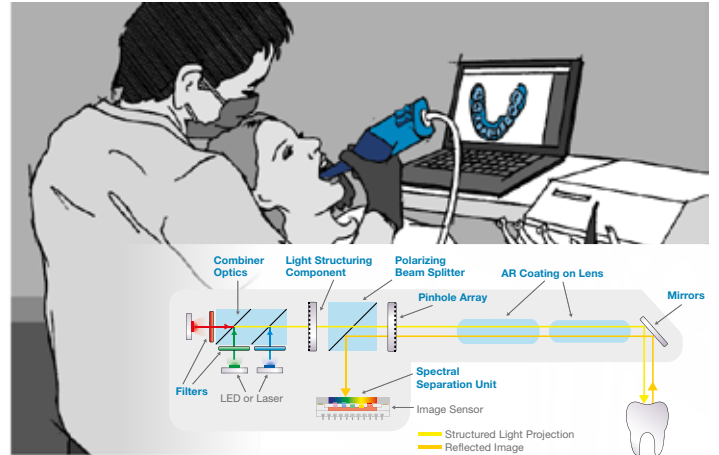 Combiner
Optics
Light Structuring
Component
Polarizing
Beam Splitter
AR Coating on Lens
Pinhole Array
Mirrors
Filters
LED or Laser
Spectral
Separation Unit
Image Sensor
Structured Light Projection
Reflected Image